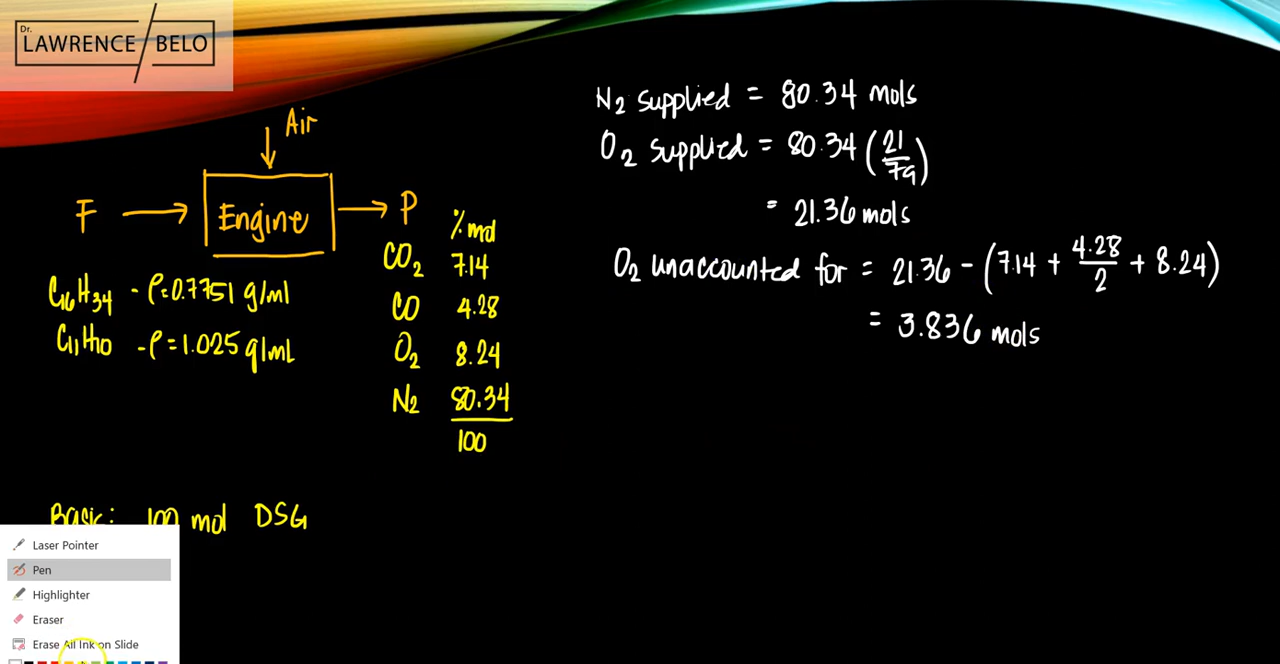 Dr.
LAWRENCE / BELO
Air
F → Engine → P
% mol
CO₂ 7.14
CO 4.28
O₂ 8.24
N₂ 80.34
100
C₁₆H₃₄ - ρ=0.7751 g/ml
C₁₁H₁₀ - ρ=1.025 g/mL
Basis: 100 mol DSG
N₂ supplied = 80.34 mols
O₂ supplied = 80.34 (21/79)
= 21.36 mols
O₂ unaccounted for = 21.36 - (7.14 + 4.28/2 + 8.24)
= 3.836 mols
Laser Pointer
Pen
Highlighter
Eraser
Erase All Ink on Slide